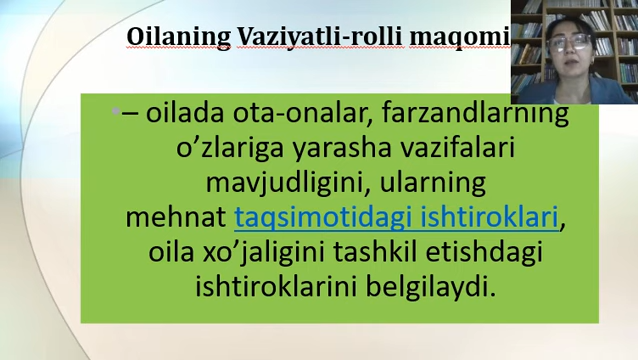 Oilaning Vaziyatli-rolli maqomi
– oilada ota-onalar, farzandlarning
o’zlariga yarasha vazifalari
mavjudligini, ularning
mehnat taqsimotidagi ishtiroklari,
oila xo’jaligini tashkil etishdagi
ishtiroklarini belgilaydi.